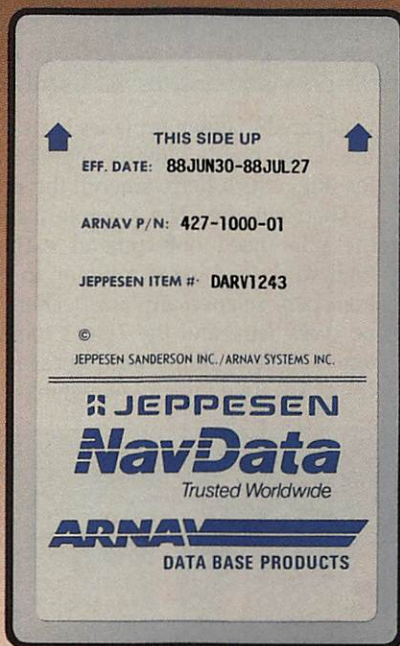 THIS SIDE UP
EFF. DATE: 88JUN30-88JUL27
ARNAV P/N: 427-1000-01
JEPPESEN ITEM #: DARV1243
©
JEPPESEN SANDERSON INC./ARNAV SYSTEMS INC.
JEPPESEN
NavData
Trusted Worldwide
ARNAV
DATA BASE PRODUCTS